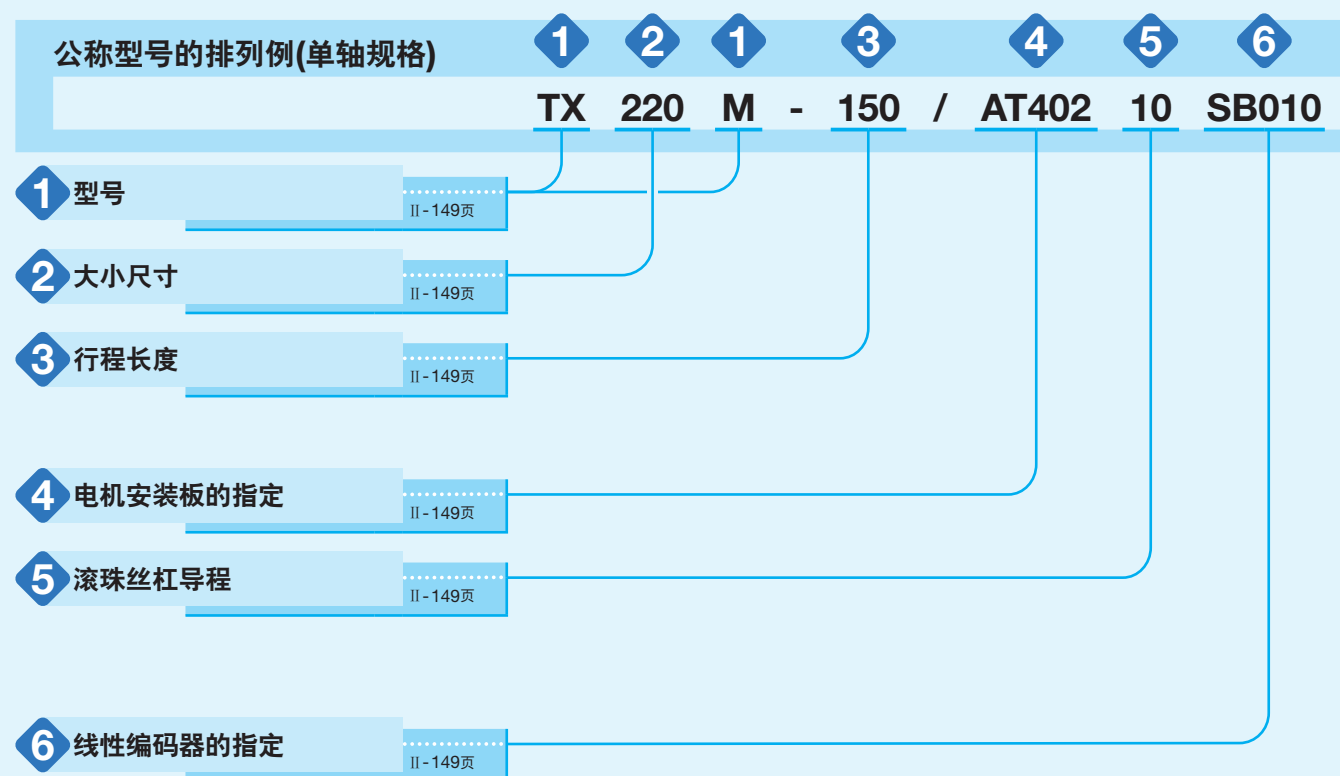 公称型号的排列例(单轴规格)
1 2 1 3 4 5 6
TX 220 M - 150 / AT402 10 SB010
1 型号
II-149页
2 大小尺寸
II-149页
3 行程长度
II-149页
4 电机安装板的指定
II-149页
5 滚珠丝杠导程
II-149页
6 线性编码器的指定
II-149页